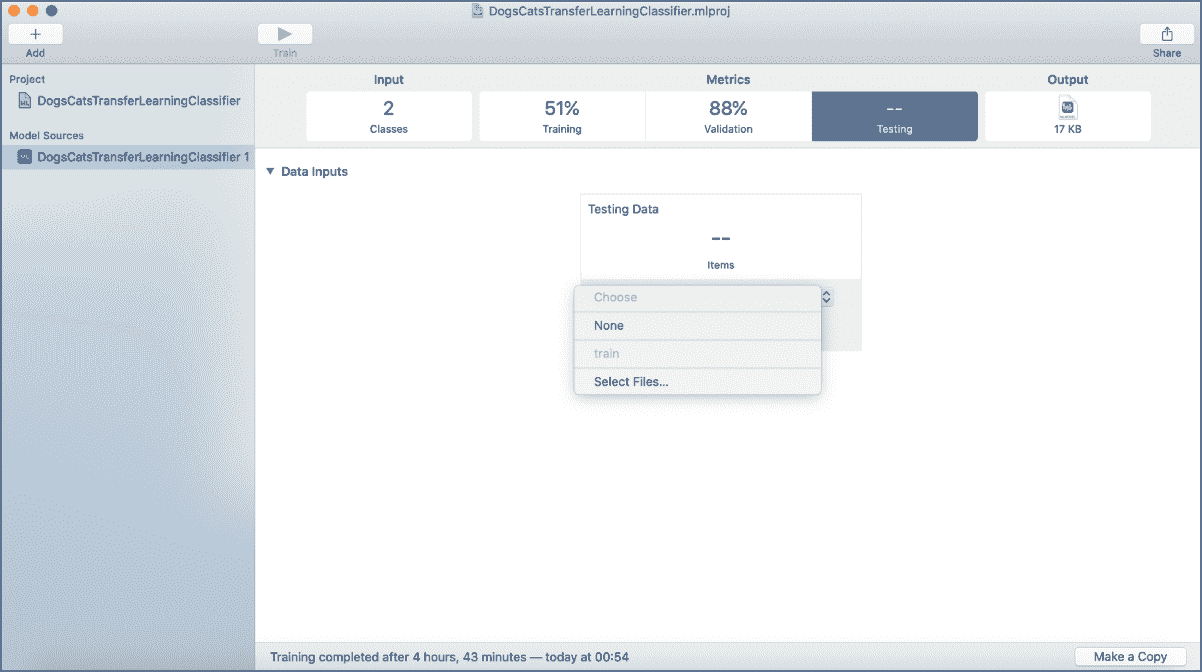 DogsCatsTransferLearningClassifier.mlproj
Add
Train
Share
Project
DogsCatsTransferLearningClassifier
Model Sources
DogsCatsTransferLearningClassifier 1
Input
Metrics
Output
2
Classes
51%
Training
88%
Validation
--
Testing
17 KB
Data Inputs
Testing Data
--
Items
Choose
None
train
Select Files...
Training completed after 4 hours, 43 minutes — today at 00:54
Make a Copy